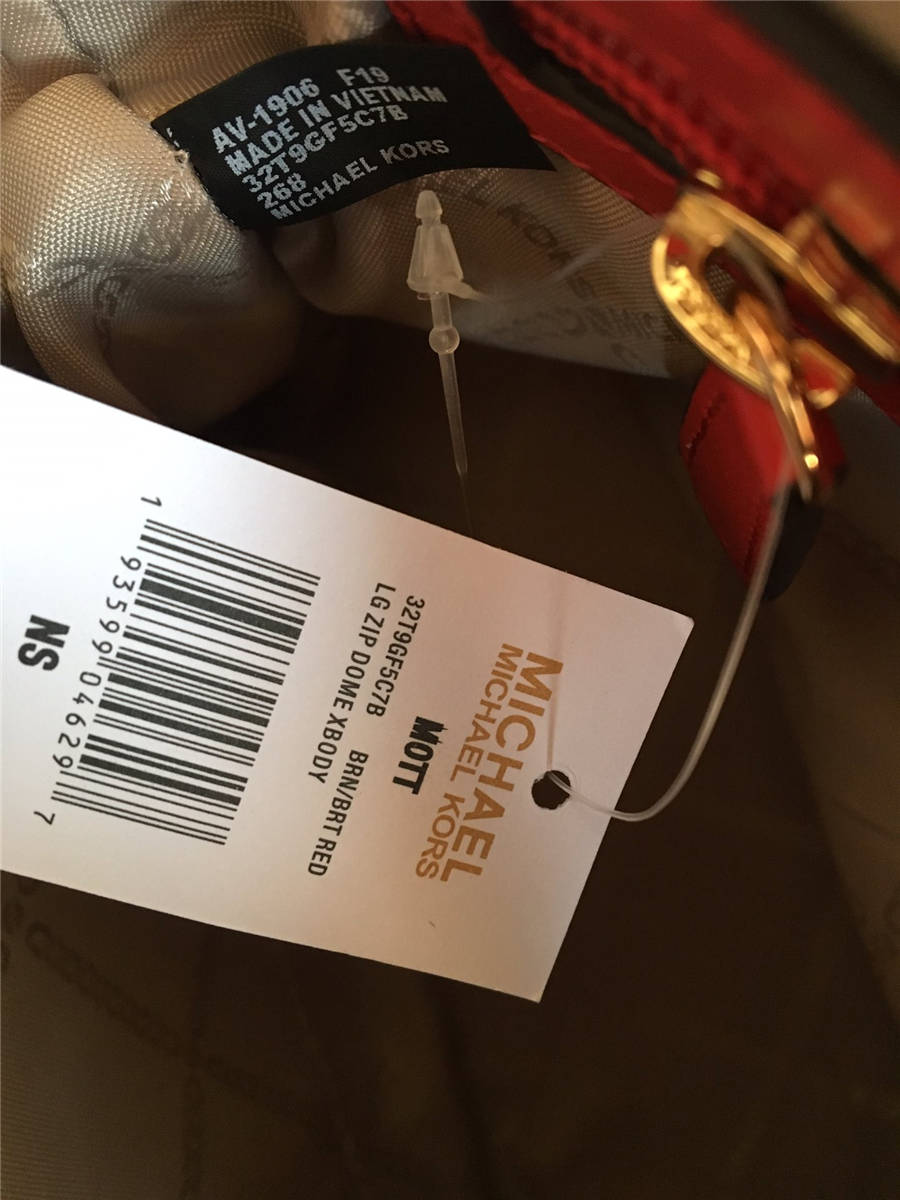 AV-1906 F19
MADE IN VIETNAM
32T9GF5C7B
268
MICHAEL KORS
MICHAEL
MICHAEL KORS
MOTT
32T9GF5C7B BRN/BRT RED
LG ZIP DOME XBODY
1 93599 04629 7
NS